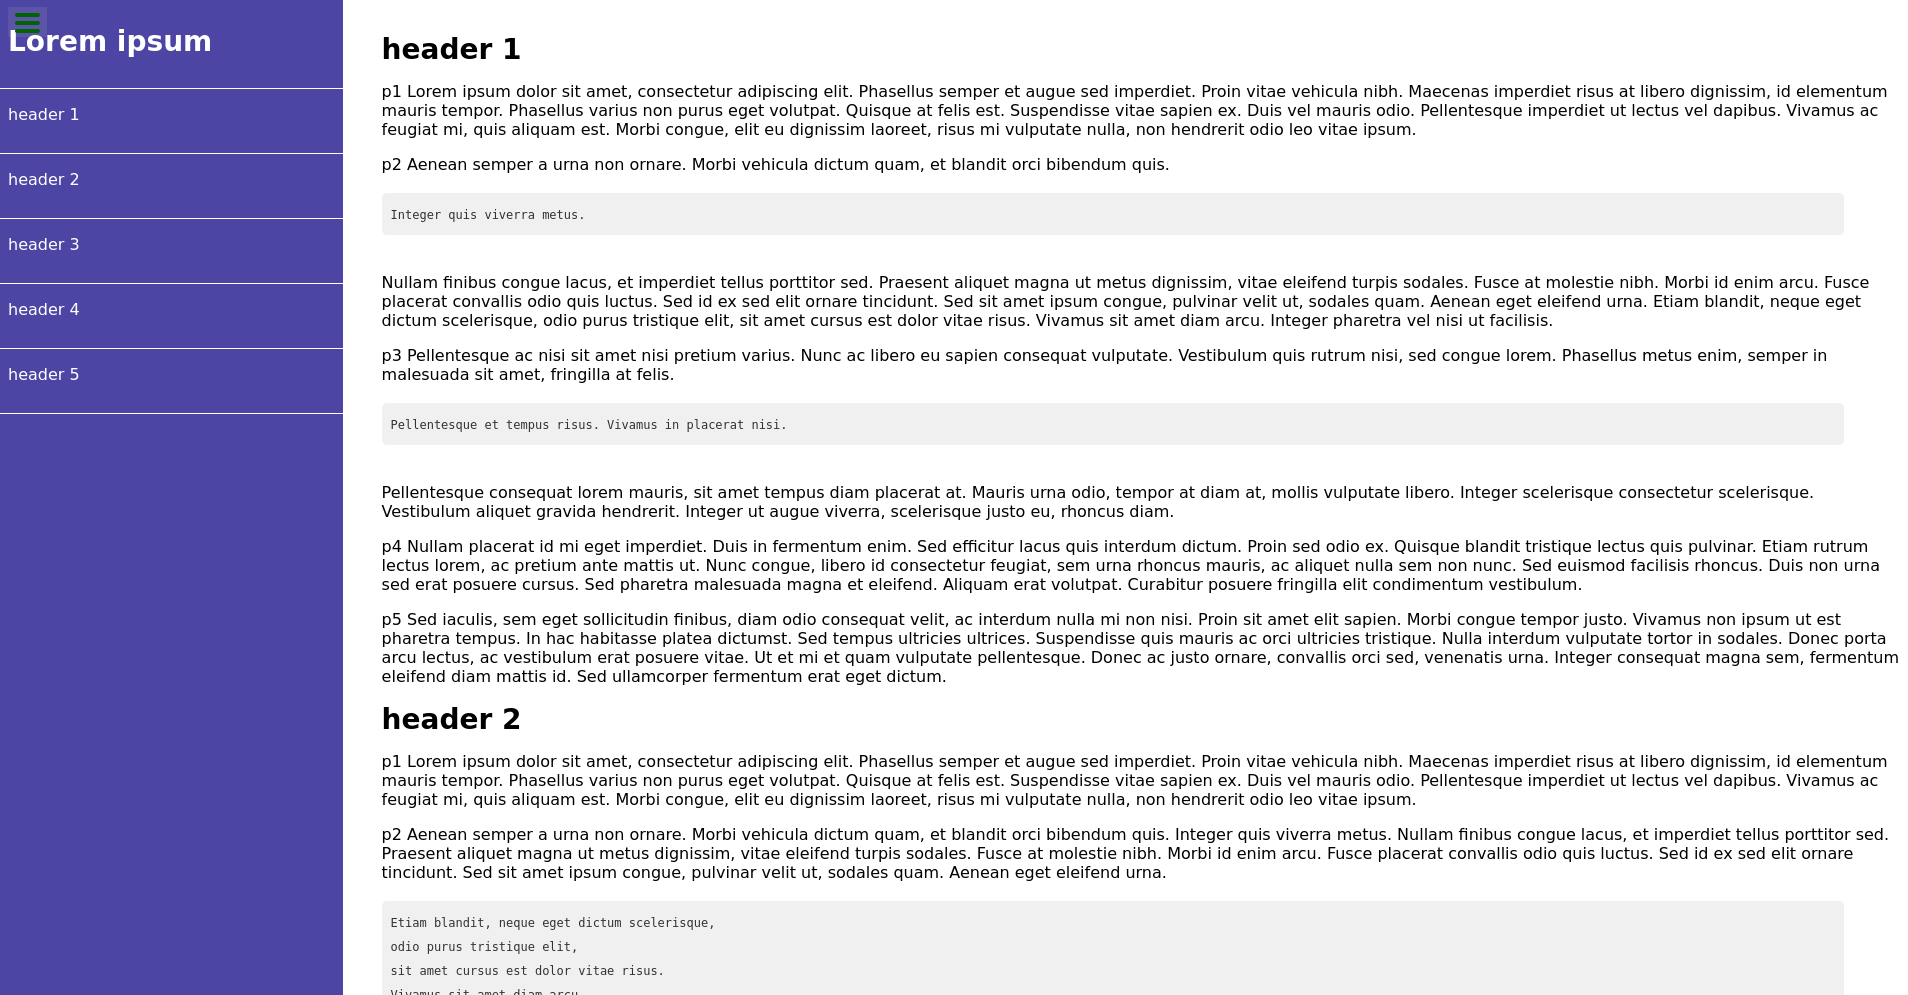 Lorem ipsum
header 1
header 2
header 3
header 4
header 5
header 1
p1 Lorem ipsum dolor sit amet, consectetur adipiscing elit. Phasellus semper et augue sed imperdiet. Proin vitae vehicula nibh. Maecenas imperdiet risus at libero dignissim, id elementum
mauris tempor. Phasellus varius non purus eget volutpat. Quisque at felis est. Suspendisse vitae sapien ex. Duis vel mauris odio. Pellentesque imperdiet ut lectus vel dapibus. Vivamus ac
feugiat mi, quis aliquam est. Morbi congue, elit eu dignissim laoreet, risus mi vulputate nulla, non hendrerit odio leo vitae ipsum.
p2 Aenean semper a urna non ornare. Morbi vehicula dictum quam, et blandit orci bibendum quis.
Integer quis viverra metus.
Nullam finibus congue lacus, et imperdiet tellus porttitor sed. Praesent aliquet magna ut metus dignissim, vitae eleifend turpis sodales. Fusce at molestie nibh. Morbi id enim arcu. Fusce
placerat convallis odio quis luctus. Sed id ex sed elit ornare tincidunt. Sed sit amet ipsum congue, pulvinar velit ut, sodales quam. Aenean eget eleifend urna. Etiam blandit, neque eget
dictum scelerisque, odio purus tristique elit, sit amet cursus est dolor vitae risus. Vivamus sit amet diam arcu. Integer pharetra vel nisi ut facilisis.
p3 Pellentesque ac nisi sit amet nisi pretium varius. Nunc ac libero eu sapien consequat vulputate. Vestibulum quis rutrum nisi, sed congue lorem. Phasellus metus enim, semper in
malesuada sit amet, fringilla at felis.
Pellentesque et tempus risus. Vivamus in placerat nisi.
Pellentesque consequat lorem mauris, sit amet tempus diam placerat at. Mauris urna odio, tempor at diam at, mollis vulputate libero. Integer scelerisque consectetur scelerisque.
Vestibulum aliquet gravida hendrerit. Integer ut augue viverra, scelerisque justo eu, rhoncus diam.
p4 Nullam placerat id mi eget imperdiet. Duis in fermentum enim. Sed efficitur lacus quis interdum dictum. Proin sed odio ex. Quisque blandit tristique lectus quis pulvinar. Etiam rutrum
lectus lorem, ac pretium ante mattis ut. Nunc congue, libero id consectetur feugiat, sem urna rhoncus mauris, ac aliquet nulla sem non nunc. Sed euismod facilisis rhoncus. Duis non urna
sed erat posuere cursus. Sed pharetra malesuada magna et eleifend. Aliquam erat volutpat. Curabitur posuere fringilla elit condimentum vestibulum.
p5 Sed iaculis, sem eget sollicitudin finibus, diam odio consequat velit, ac interdum nulla mi non nisi. Proin sit amet elit sapien. Morbi congue tempor justo. Vivamus non ipsum ut est
pharetra tempus. In hac habitasse platea dictumst. Sed tempus ultricies ultrices. Suspendisse quis mauris ac orci ultricies tristique. Nulla interdum vulputate tortor in sodales. Donec porta
arcu lectus, ac vestibulum erat posuere vitae. Ut et mi et quam vulputate pellentesque. Donec ac justo ornare, convallis orci sed, venenatis urna. Integer consequat magna sem, fermentum
eleifend diam mattis id. Sed ullamcorper fermentum erat eget dictum.
header 2
p1 Lorem ipsum dolor sit amet, consectetur adipiscing elit. Phasellus semper et augue sed imperdiet. Proin vitae vehicula nibh. Maecenas imperdiet risus at libero dignissim, id elementum
mauris tempor. Phasellus varius non purus eget volutpat. Quisque at felis est. Suspendisse vitae sapien ex. Duis vel mauris odio. Pellentesque imperdiet ut lectus vel dapibus. Vivamus ac
feugiat mi, quis aliquam est. Morbi congue, elit eu dignissim laoreet, risus mi vulputate nulla, non hendrerit odio leo vitae ipsum.
p2 Aenean semper a urna non ornare. Morbi vehicula dictum quam, et blandit orci bibendum quis. Integer quis viverra metus. Nullam finibus congue lacus, et imperdiet tellus porttitor sed.
Praesent aliquet magna ut metus dignissim, vitae eleifend turpis sodales. Fusce at molestie nibh. Morbi id enim arcu. Fusce placerat convallis odio quis luctus. Sed id ex sed elit ornare
tincidunt. Sed sit amet ipsum congue, pulvinar velit ut, sodales quam. Aenean eget eleifend urna.
Etiam blandit, neque eget dictum scelerisque,
odio purus tristique elit,
sit amet cursus est dolor vitae risus.
Vivamus sit amet diam arcu.